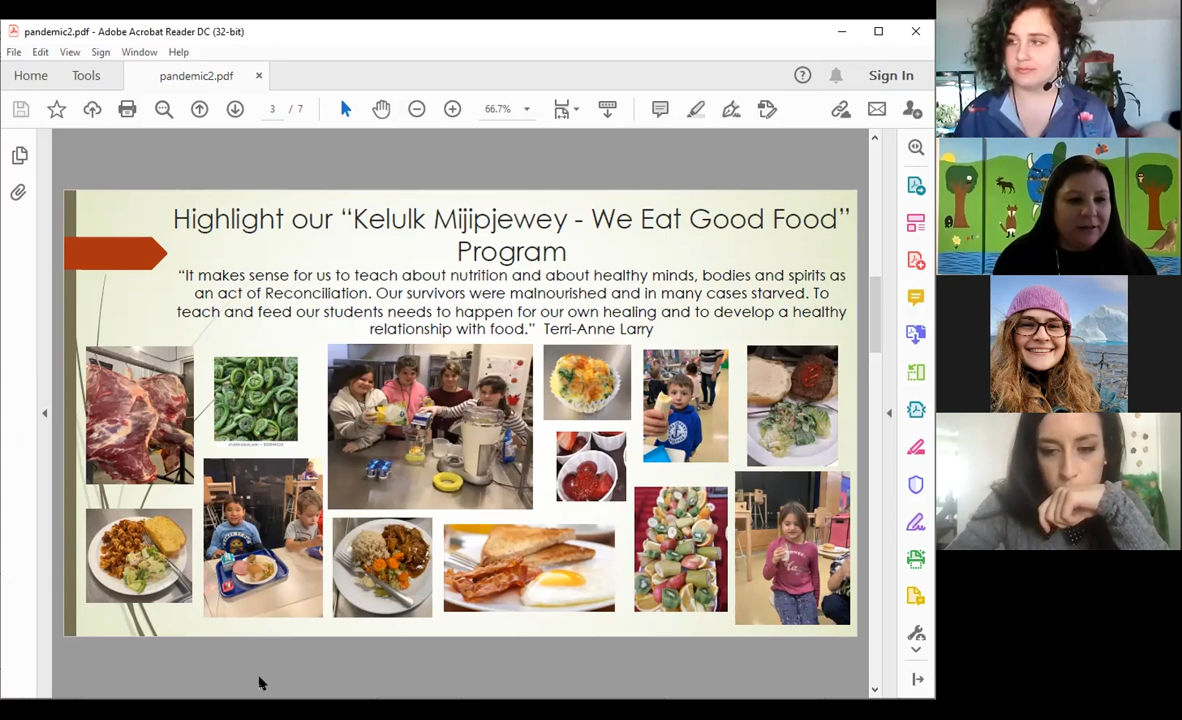 pandemic2.pdf - Adobe Acrobat Reader DC (32-bit)
File Edit View Sign Window Help
Home Tools pandemic2.pdf Sign In
3 / 7 66.7%
Highlight our “Kelulk Mijipjewey - We Eat Good Food”
Program
“It makes sense for us to teach about nutrition and about healthy minds, bodies and spirits as
an act of Reconciliation. Our survivors were malnourished and in many cases starved. To
teach and feed our students needs to happen for our own healing and to develop a healthy
relationship with food.” Terri-Anne Larry